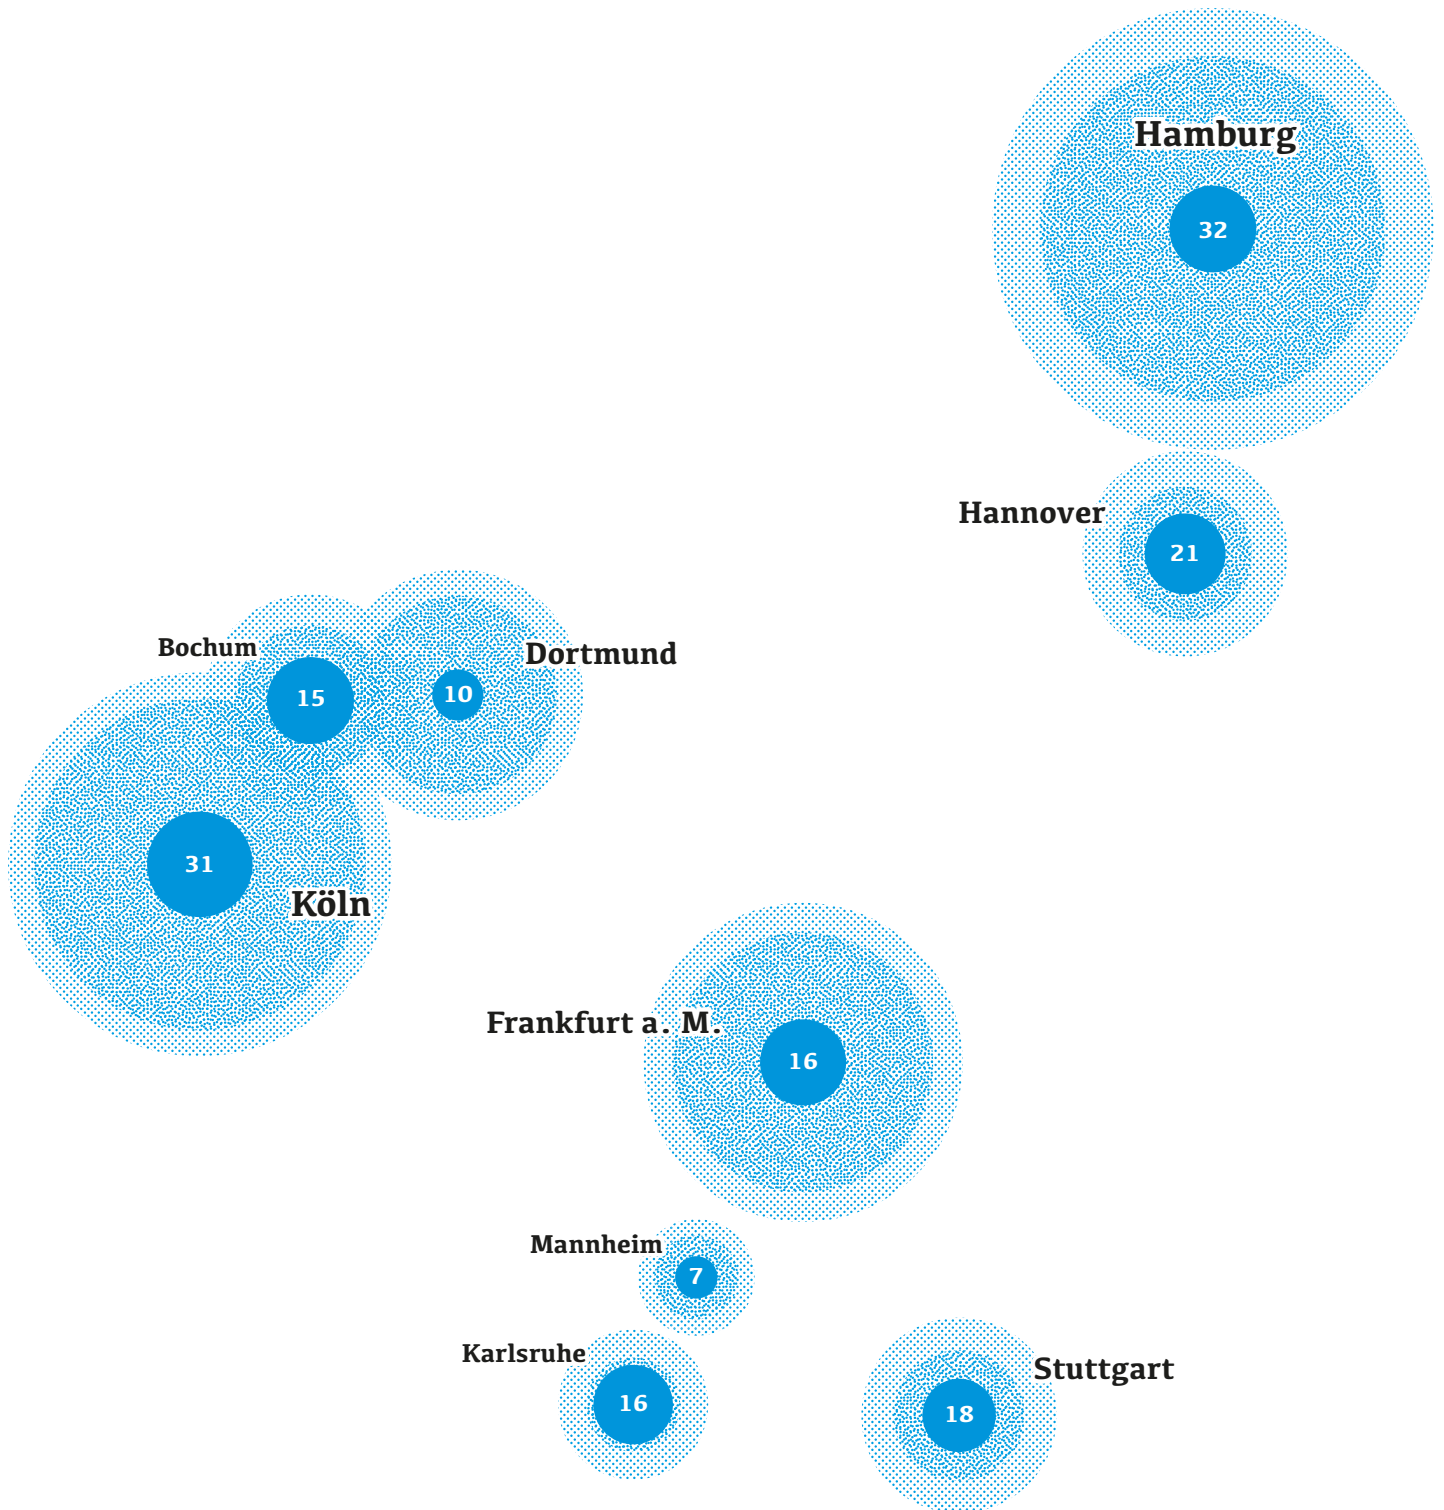 Hamburg
32
Hannover
21
Bochum
15
Dortmund
10
31
Köln
Frankfurt a. M.
16
Mannheim
7
Karlsruhe
16
Stuttgart
18